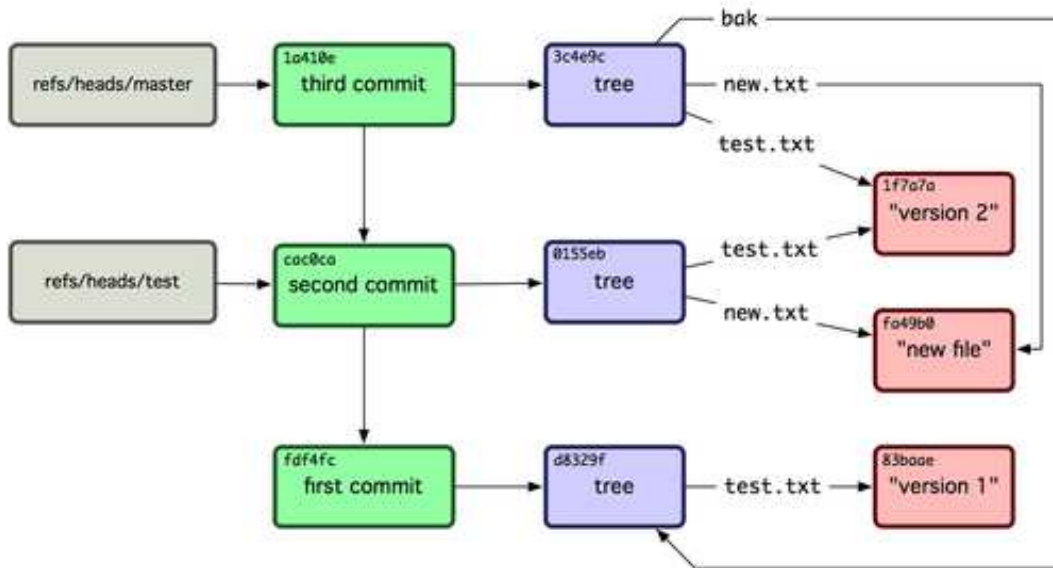 bak
1a410e
3c4e9c
refs/heads/master
third commit
tree
new.txt
test.txt
1f7a7a
"version 2"
cac0ca
0155eb
test.txt
refs/heads/test
second commit
tree
new.txt
fa49b0
"new file"
fdf4fc
d8329f
83baae
first commit
tree
test.txt
"version 1"